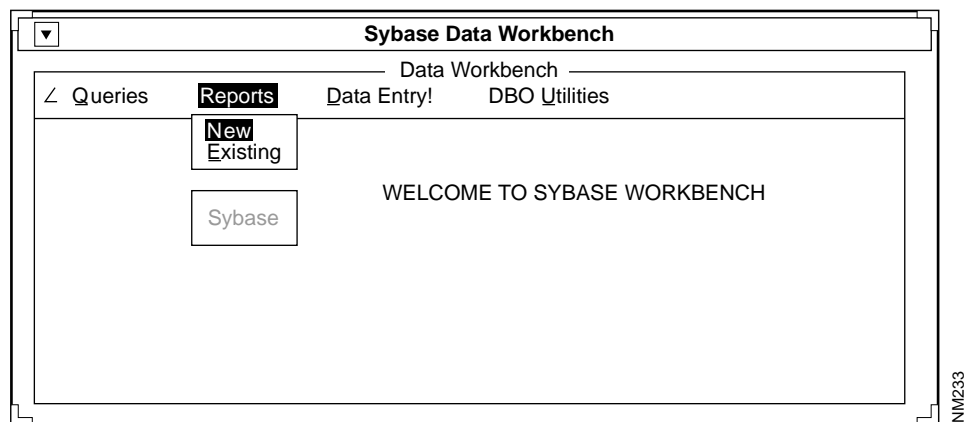 Sybase Data Workbench
Data Workbench
∠ Queries Reports Data Entry! DBO Utilities
New
Existing
WELCOME TO SYBASE WORKBENCH
Sybase
NM233